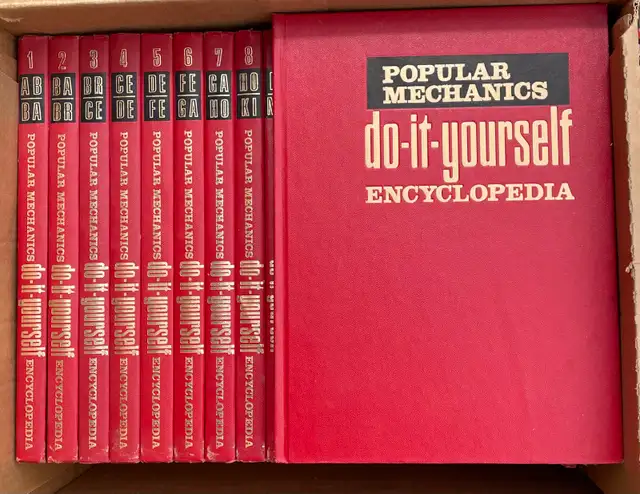 1
AB
BA
POPULAR MECHANICS do-it-yourself ENCYCLOPEDIA
2
BA
BR
POPULAR MECHANICS do-it-yourself ENCYCLOPEDIA
3
BR
CE
POPULAR MECHANICS do-it-yourself ENCYCLOPEDIA
4
CE
DE
POPULAR MECHANICS do-it-yourself ENCYCLOPEDIA
5
DE
FE
POPULAR MECHANICS do-it-yourself ENCYCLOPEDIA
6
FE
GA
POPULAR MECHANICS do-it-yourself ENCYCLOPEDIA
7
GA
HO
POPULAR MECHANICS do-it-yourself ENCYCLOPEDIA
8
HO
KI
POPULAR MECHANICS do-it-yourself ENCYCLOPEDIA
do-it-yourself
POPULAR
MECHANICS
do-it-yourself
ENCYCLOPEDIA